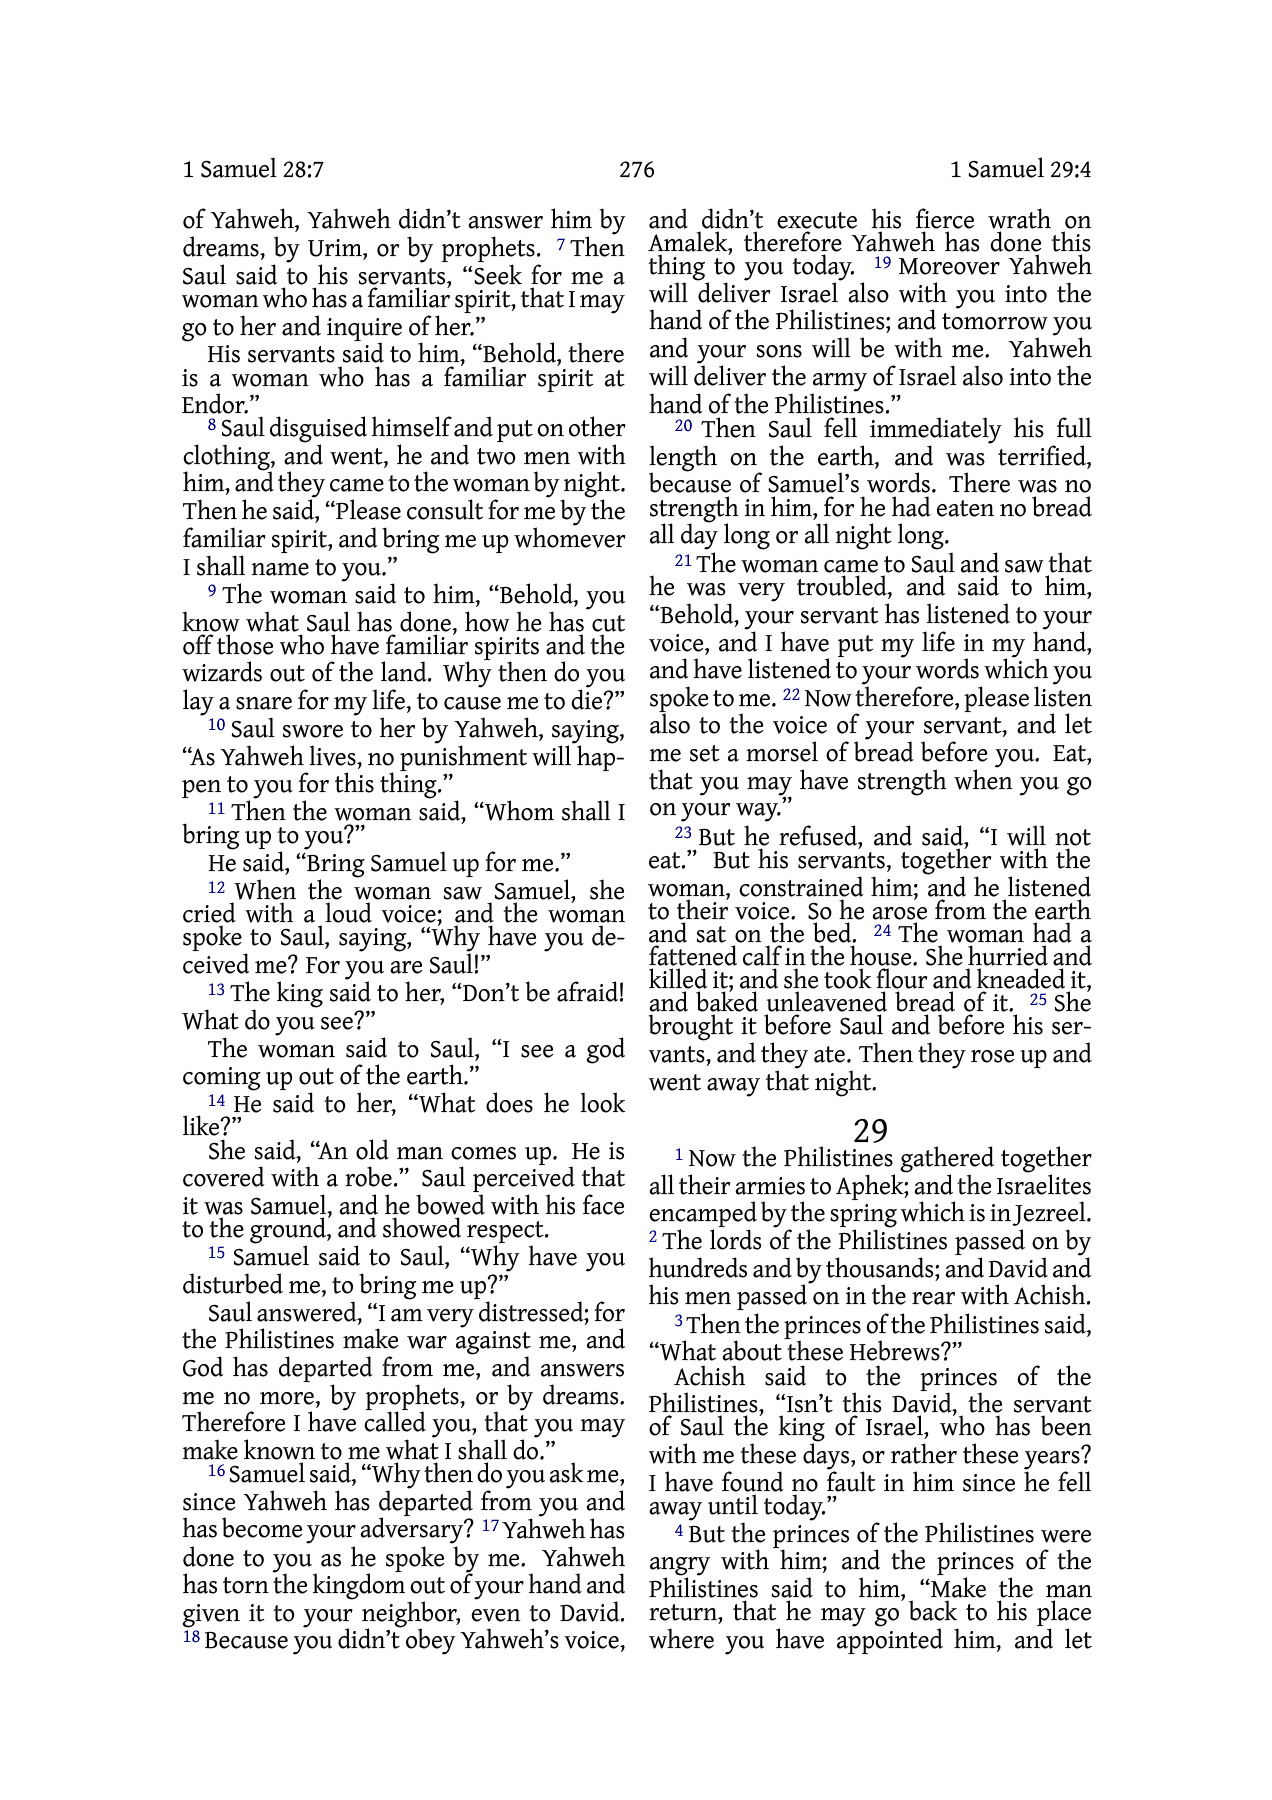 1 Samuel 28:7 276 1 Samuel 29:4
of Yahweh, Yahweh didn’t answer him by
dreams, by Urim, or by prophets. 7 Then
Saul said to his servants, “Seek for me a
woman who has a familiar spirit, that I may
go to her and inquire of her.”
His servants said to him, “Behold, there
is a woman who has a familiar spirit at
Endor.”
8 Saul disguised himself and put on other
clothing, and went, he and two men with
him, and they came to the woman by night.
Then he said, “Please consult for me by the
familiar spirit, and bring me up whomever
I shall name to you.”
9 The woman said to him, “Behold, you
know what Saul has done, how he has cut
off those who have familiar spirits and the
wizards out of the land. Why then do you
lay a snare for my life, to cause me to die?”
10 Saul swore to her by Yahweh, saying,
“As Yahweh lives, no punishment will hap-
pen to you for this thing.”
11 Then the woman said, “Whom shall I
bring up to you?”
He said, “Bring Samuel up for me.”
12 When the woman saw Samuel, she
cried with a loud voice; and the woman
spoke to Saul, saying, “Why have you de-
ceived me? For you are Saul!”
13 The king said to her, “Don’t be afraid!
What do you see?”
The woman said to Saul, “I see a god
coming up out of the earth.”
14 He said to her, “What does he look
like?”
She said, “An old man comes up. He is
covered with a robe.” Saul perceived that
it was Samuel, and he bowed with his face
to the ground, and showed respect.
15 Samuel said to Saul, “Why have you
disturbed me, to bring me up?”
Saul answered, “I am very distressed; for
the Philistines make war against me, and
God has departed from me, and answers
me no more, by prophets, or by dreams.
Therefore I have called you, that you may
make known to me what I shall do.”
16 Samuel said, “Why then do you ask me,
since Yahweh has departed from you and
has become your adversary? 17 Yahweh has
done to you as he spoke by me. Yahweh
has torn the kingdom out of your hand and
given it to your neighbor, even to David.
18 Because you didn’t obey Yahweh’s voice,
and didn’t execute his fierce wrath on
Amalek, therefore Yahweh has done this
thing to you today. 19 Moreover Yahweh
will deliver Israel also with you into the
hand of the Philistines; and tomorrow you
and your sons will be with me. Yahweh
will deliver the army of Israel also into the
hand of the Philistines.”
20 Then Saul fell immediately his full
length on the earth, and was terrified,
because of Samuel’s words. There was no
strength in him, for he had eaten no bread
all day long or all night long.
21 The woman came to Saul and saw that
he was very troubled, and said to him,
“Behold, your servant has listened to your
voice, and I have put my life in my hand,
and have listened to your words which you
spoke to me. 22 Now therefore, please listen
also to the voice of your servant, and let
me set a morsel of bread before you. Eat,
that you may have strength when you go
on your way.”
23 But he refused, and said, “I will not
eat.” But his servants, together with the
woman, constrained him; and he listened
to their voice. So he arose from the earth
and sat on the bed. 24 The woman had a
fattened calf in the house. She hurried and
killed it; and she took flour and kneaded it,
and baked unleavened bread of it. 25 She
brought it before Saul and before his ser-
vants, and they ate. Then they rose up and
went away that night.
29
1 Now the Philistines gathered together
all their armies to Aphek; and the Israelites
encamped by the spring which is in Jezreel.
2 The lords of the Philistines passed on by
hundreds and by thousands; and David and
his men passed on in the rear with Achish.
3 Then the princes of the Philistines said,
“What about these Hebrews?”
Achish said to the princes of the
Philistines, “Isn’t this David, the servant
of Saul the king of Israel, who has been
with me these days, or rather these years?
I have found no fault in him since he fell
away until today.”
4 But the princes of the Philistines were
angry with him; and the princes of the
Philistines said to him, “Make the man
return, that he may go back to his place
where you have appointed him, and let